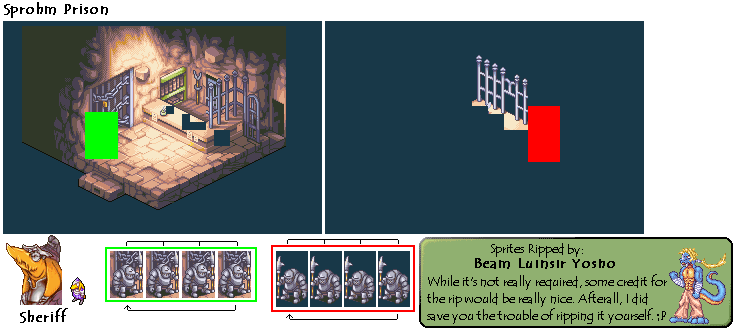 Sprohm Prison
Sheriff
Sprites Ripped by:
Beam Luinsir Yosho
While it's not really required, some credit for
the rip would be really nice. Afterall, I did
save you the trouble of ripping it yourself. ;P